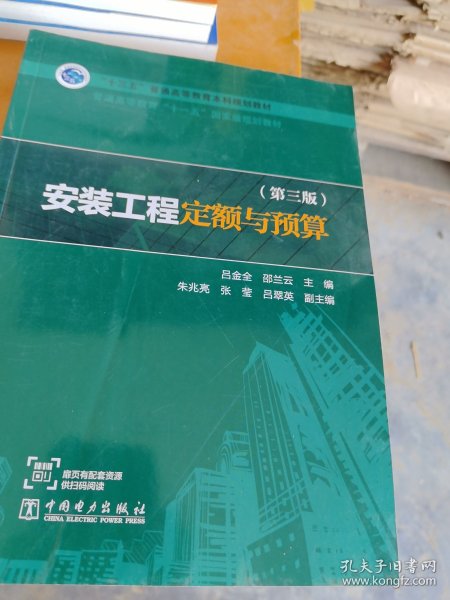 “十三五”普通高等教育本科规划教材
普通高等教育“十一五”国家级规划教材
（第三版）
安装工程定额与预算
吕金全 邵兰云 主 编
朱兆亮 张 莹 吕翠英 副主编
扉页有配套资源
供扫码阅读
中国电力出版社
CHINA ELECTRIC POWER PRESS
孔夫子旧书网
www.kongfz.com